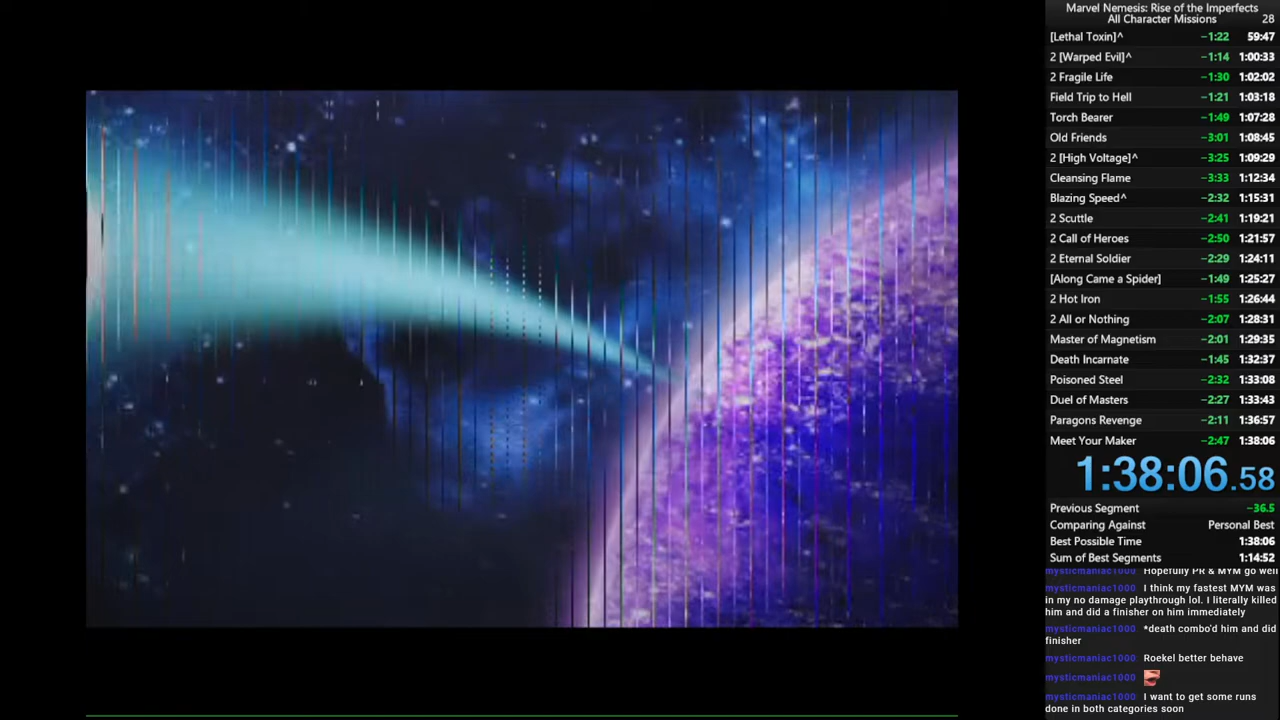 Marvel Nemesis: Rise of the Imperfects
All Character Missions 28
[Lethal Toxin]^ −1:22 59:47
2 [Warped Evil]^ −1:14 1:00:33
2 Fragile Life −1:30 1:02:02
Field Trip to Hell −1:21 1:03:18
Torch Bearer −1:49 1:07:28
Old Friends −3:01 1:08:45
2 [High Voltage]^ −3:25 1:09:29
Cleansing Flame −3:33 1:12:34
Blazing Speed^ −2:32 1:15:31
2 Scuttle −2:41 1:19:21
2 Call of Heroes −2:50 1:21:57
2 Eternal Soldier −2:29 1:24:11
[Along Came a Spider] −1:49 1:25:27
2 Hot Iron −1:55 1:26:44
2 All or Nothing −2:07 1:28:31
Master of Magnetism −2:01 1:29:35
Death Incarnate −1:45 1:32:37
Poisoned Steel −2:32 1:33:08
Duel of Masters −2:27 1:33:43
Paragons Revenge −2:11 1:36:57
Meet Your Maker −2:47 1:38:06
1:38:06.58
Previous Segment −36.5
Comparing Against Personal Best
Best Possible Time 1:38:06
Sum of Best Segments 1:14:52
mysticmaniac1000 Hopefully PR & MYM go well
mysticmaniac1000 I think my fastest MYM was
in my no damage playthrough lol. I literally killed
him and did a finisher on him immediately
mysticmaniac1000 *death combo'd him and did
finisher
mysticmaniac1000 Roekel better behave
mysticmaniac1000
mysticmaniac1000 I want to get some runs
done in both categories soon